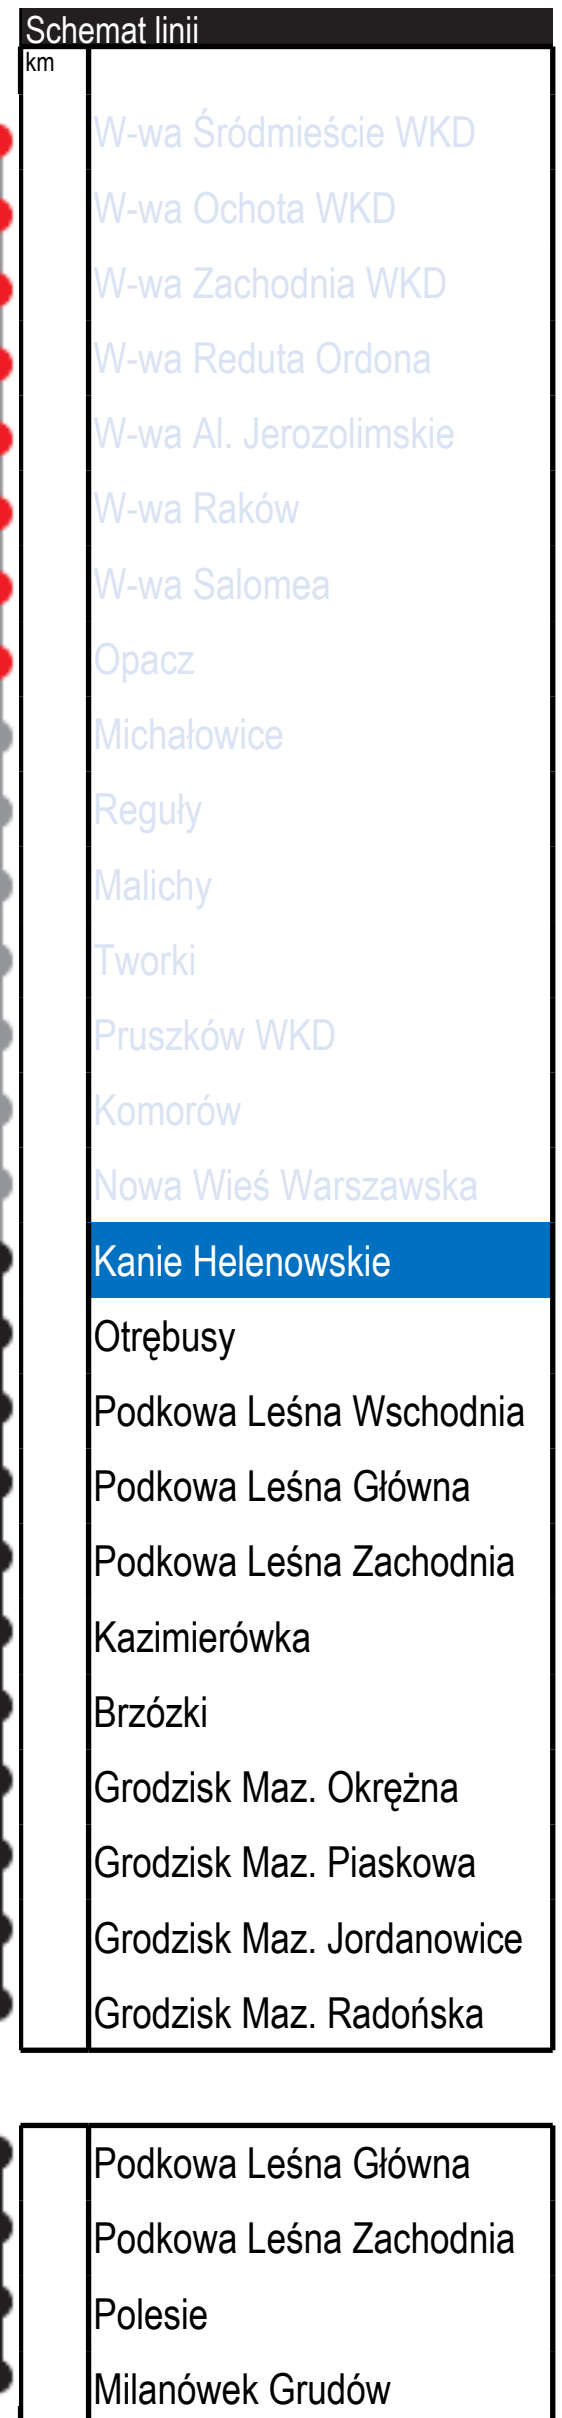 Schemat linii
km
W-wa Śródmieście WKD
W-wa Ochota WKD
W-wa Zachodnia WKD
W-wa Reduta Ordona
W-wa Al. Jerozolimskie
W-wa Raków
W-wa Salomea
Opacz
Michałowice
Reguły
Malichy
Tworki
Pruszków WKD
Komorów
Nowa Wieś Warszawska
Kanie Helenowskie
Otrębusy
Podkowa Leśna Wschodnia
Podkowa Leśna Główna
Podkowa Leśna Zachodnia
Kazimierówka
Brzózki
Grodzisk Maz. Okrężna
Grodzisk Maz. Piaskowa
Grodzisk Maz. Jordanowice
Grodzisk Maz. Radońska
Podkowa Leśna Główna
Podkowa Leśna Zachodnia
Polesie
Milanówek Grudów